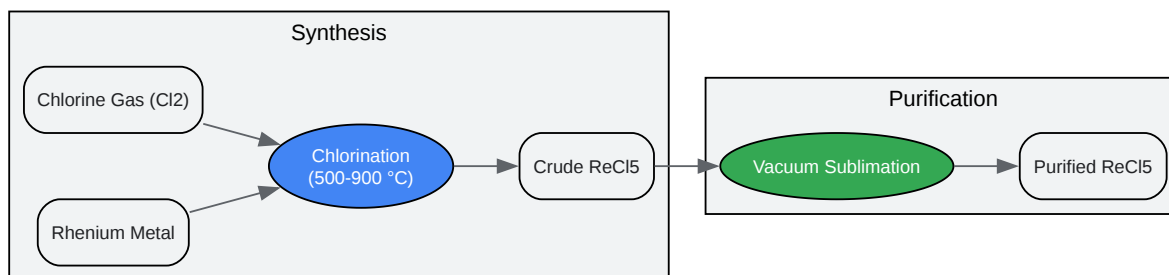 Synthesis
Chlorine Gas (Cl2)
Rhenium Metal
Chlorination
(500-900 °C)
Crude ReCl5
Purification
Vacuum Sublimation
Purified ReCl5